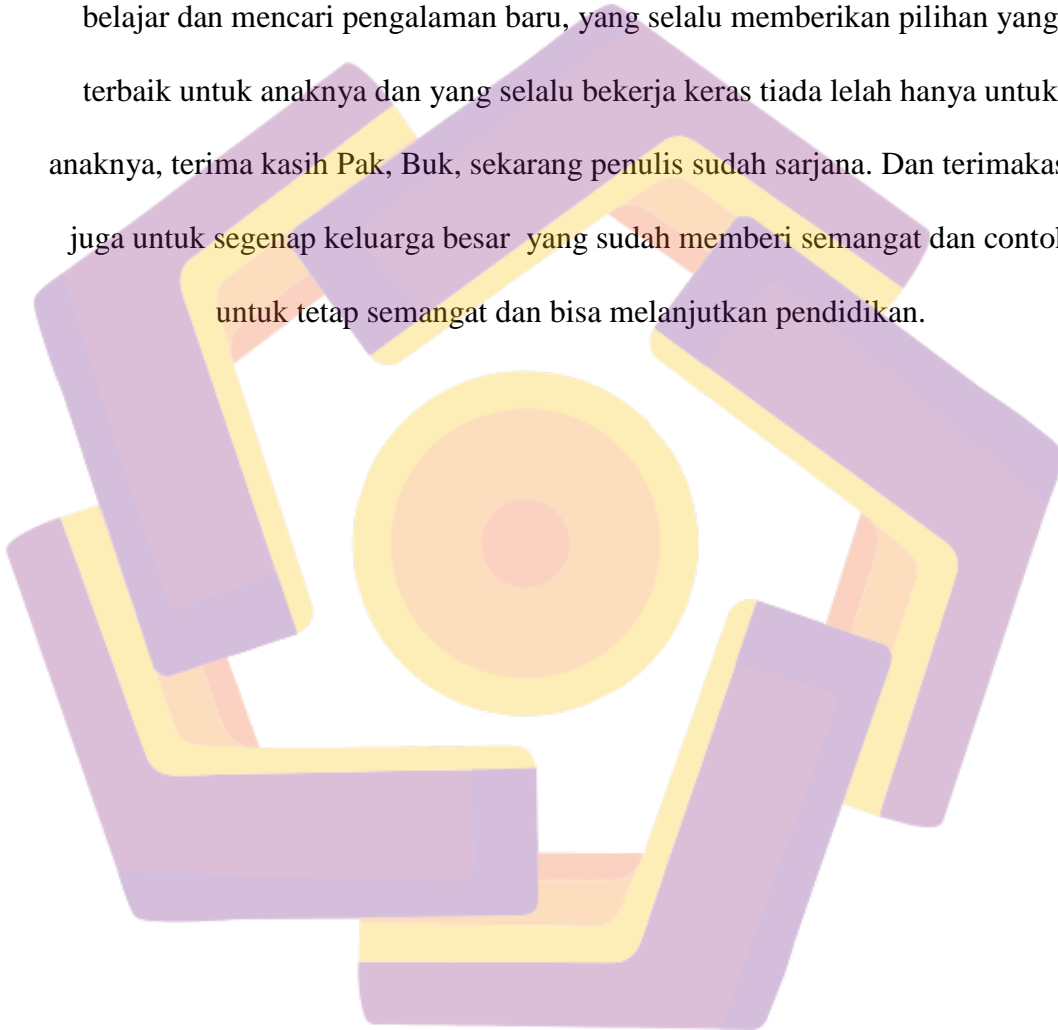 belajar dan mencari pengalaman baru, yang selalu memberikan pilihan yang
terbaik untuk anaknya dan yang selalu bekerja keras tiada lelah hanya untuk
anaknya, terima kasih Pak, Buk, sekarang penulis sudah sarjana. Dan
juga untuk segenap keluarga besar yang sudah memberi semangat dan
untuk tetap semangat dan bisa melanjutkan pendidikan.